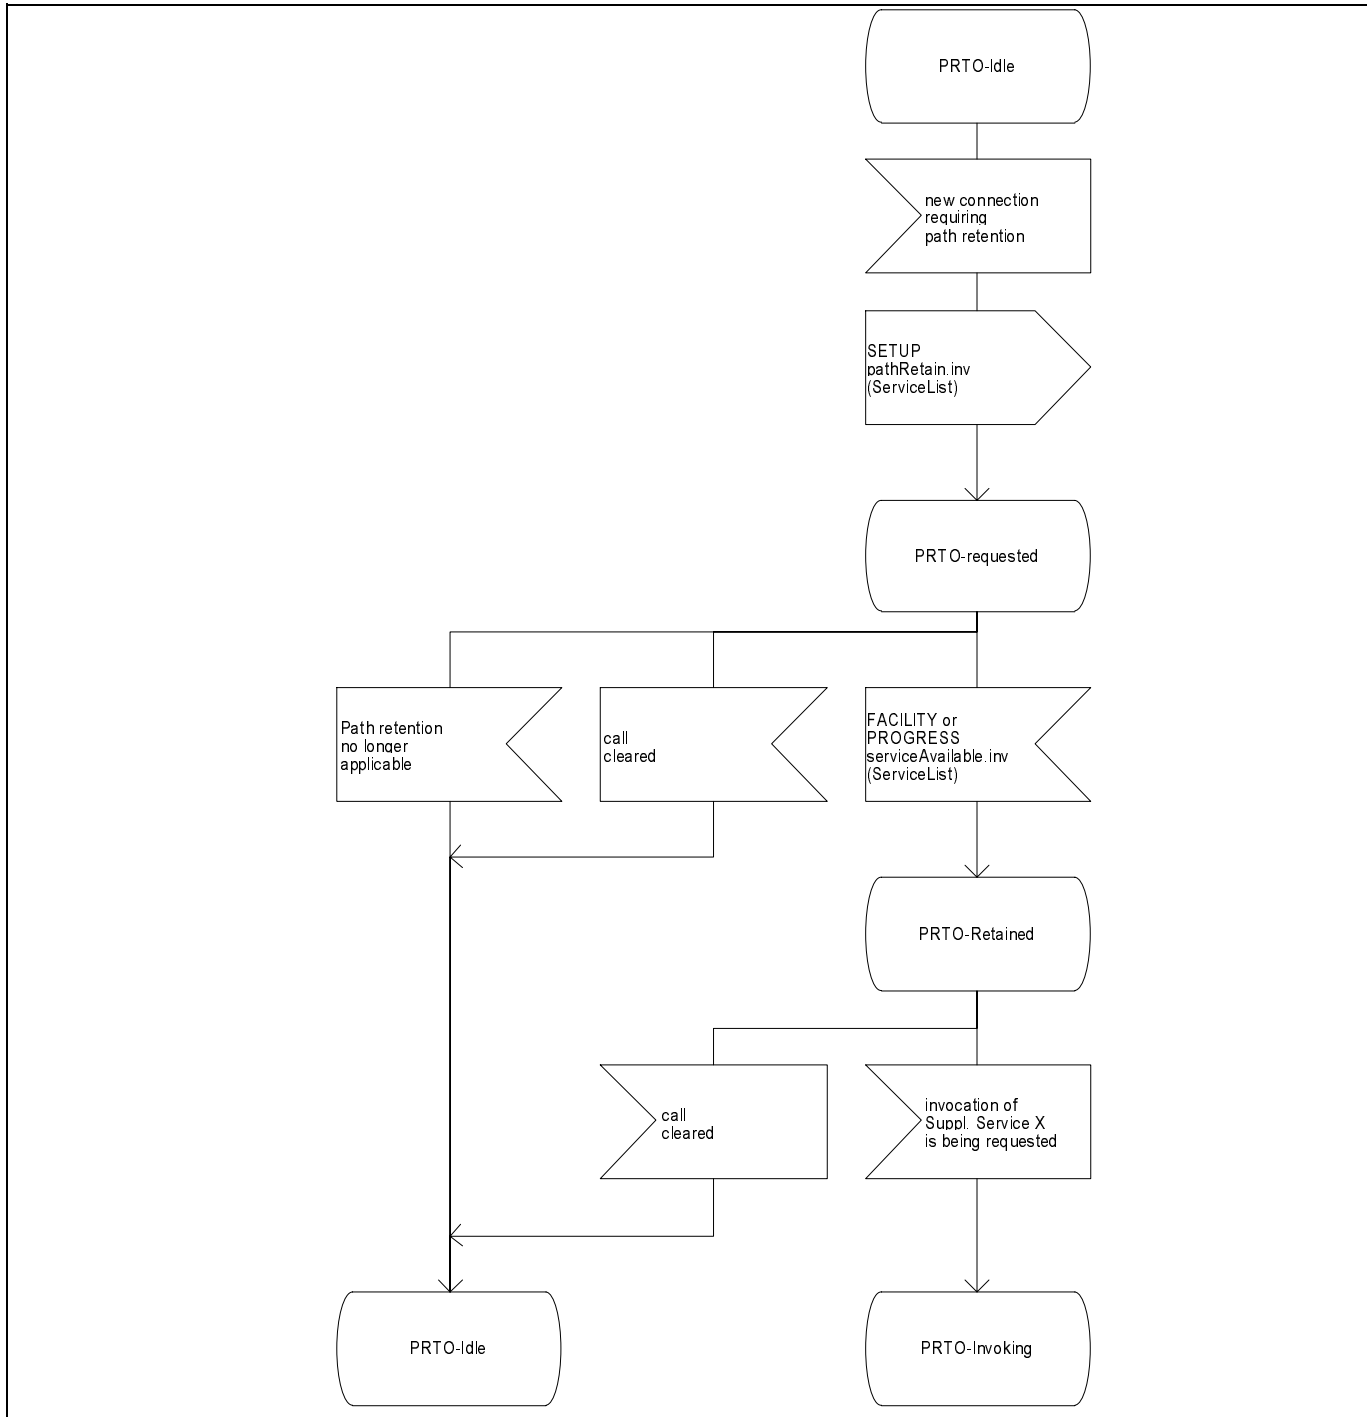 PRTO-Idle
new connection
requiring
path retention
SETUP
pathRetain.inv
(ServiceList)
PRTO-requested
Path retention
no longer
applicable
call
cleared
FACILITY or
PROGRESS
serviceAvailable.inv
(ServiceList)
PRTO-Retained
call
cleared
invocation of
Suppl. Service X
is being requested
PRTO-Idle
PRTO-Invoking